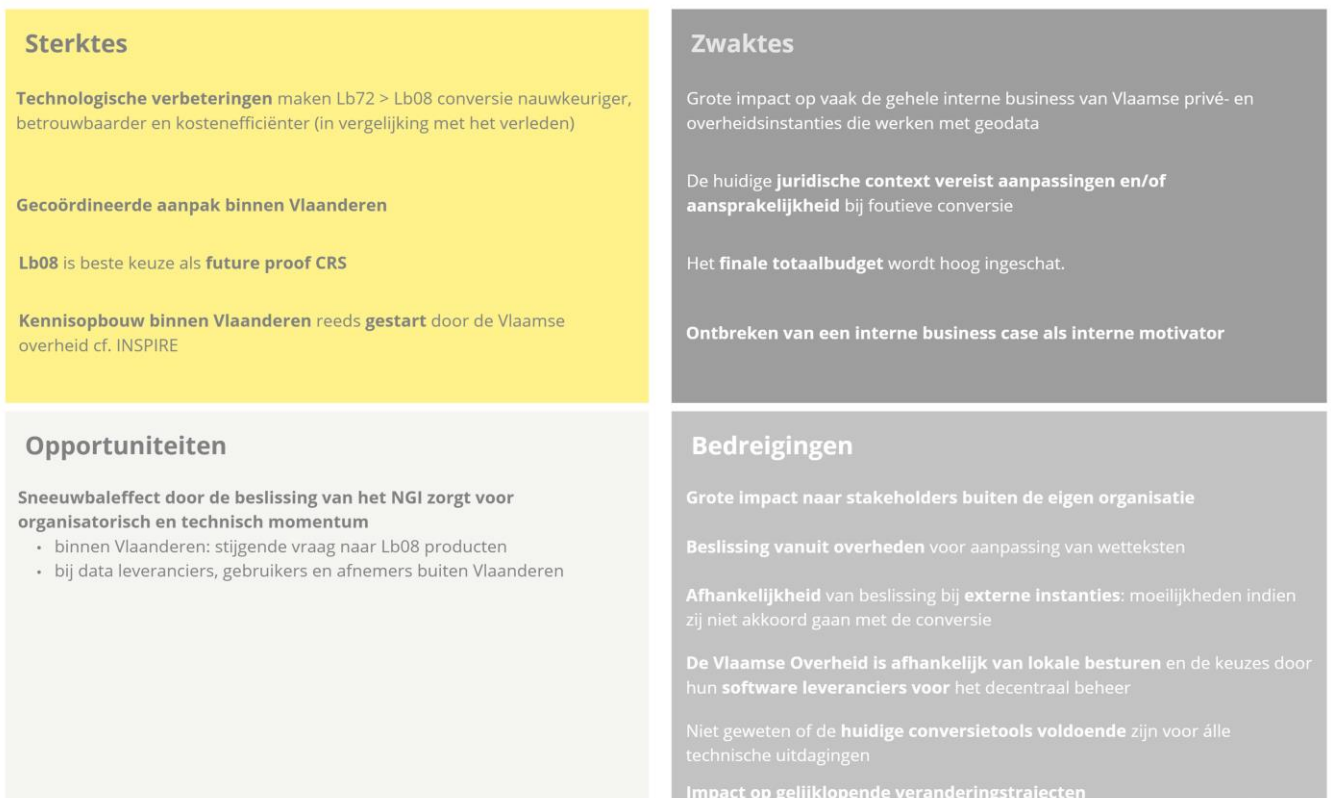 Sterktes
Technologische verbeteringen maken Lb72 > Lb08 conversie nauwkeuriger,
betrouwbaarder en kostenefficiënter (in vergelijking met het verleden)
Gecoördineerde aanpak binnen Vlaanderen
Lb08 is beste keuze als future proof CRS
Kennisopbouw binnen Vlaanderen reeds gestart door de Vlaamse
overheid cf. INSPIRE
Zwaktes
Grote impact op vaak de gehele interne business van Vlaamse privé- en
overheidsinstanties die werken met geodata
De huidige juridische context vereist aanpassingen en/of
aansprakelijkheid bij foutieve conversie
Het finale totaalbudget wordt hoog ingeschat.
Ontbreken van een interne business case als interne motivator
Opportuniteiten
Sneeuwbaleffect door de beslissing van het NGI zorgt voor
organisatorisch en technisch momentum
• binnen Vlaanderen: stijgende vraag naar Lb08 producten
• bij data leveranciers, gebruikers en afnemers buiten Vlaanderen
Bedreigingen
Grote impact naar stakeholders buiten de eigen organisatie
Beslissing vanuit overheden voor aanpassing van wetteksten
Afhankelijkheid van beslissing bij externe instanties: moeilijkheden indien
zij niet akkoord gaan met de conversie
De Vlaamse Overheid is afhankelijk van lokale besturen en de keuzes door
hun software leveranciers voor het decentraal beheer
Niet geweten of de huidige conversietools voldoende zijn voor álle
technische uitdagingen
Impact op gelijklopende veranderingstrajecten